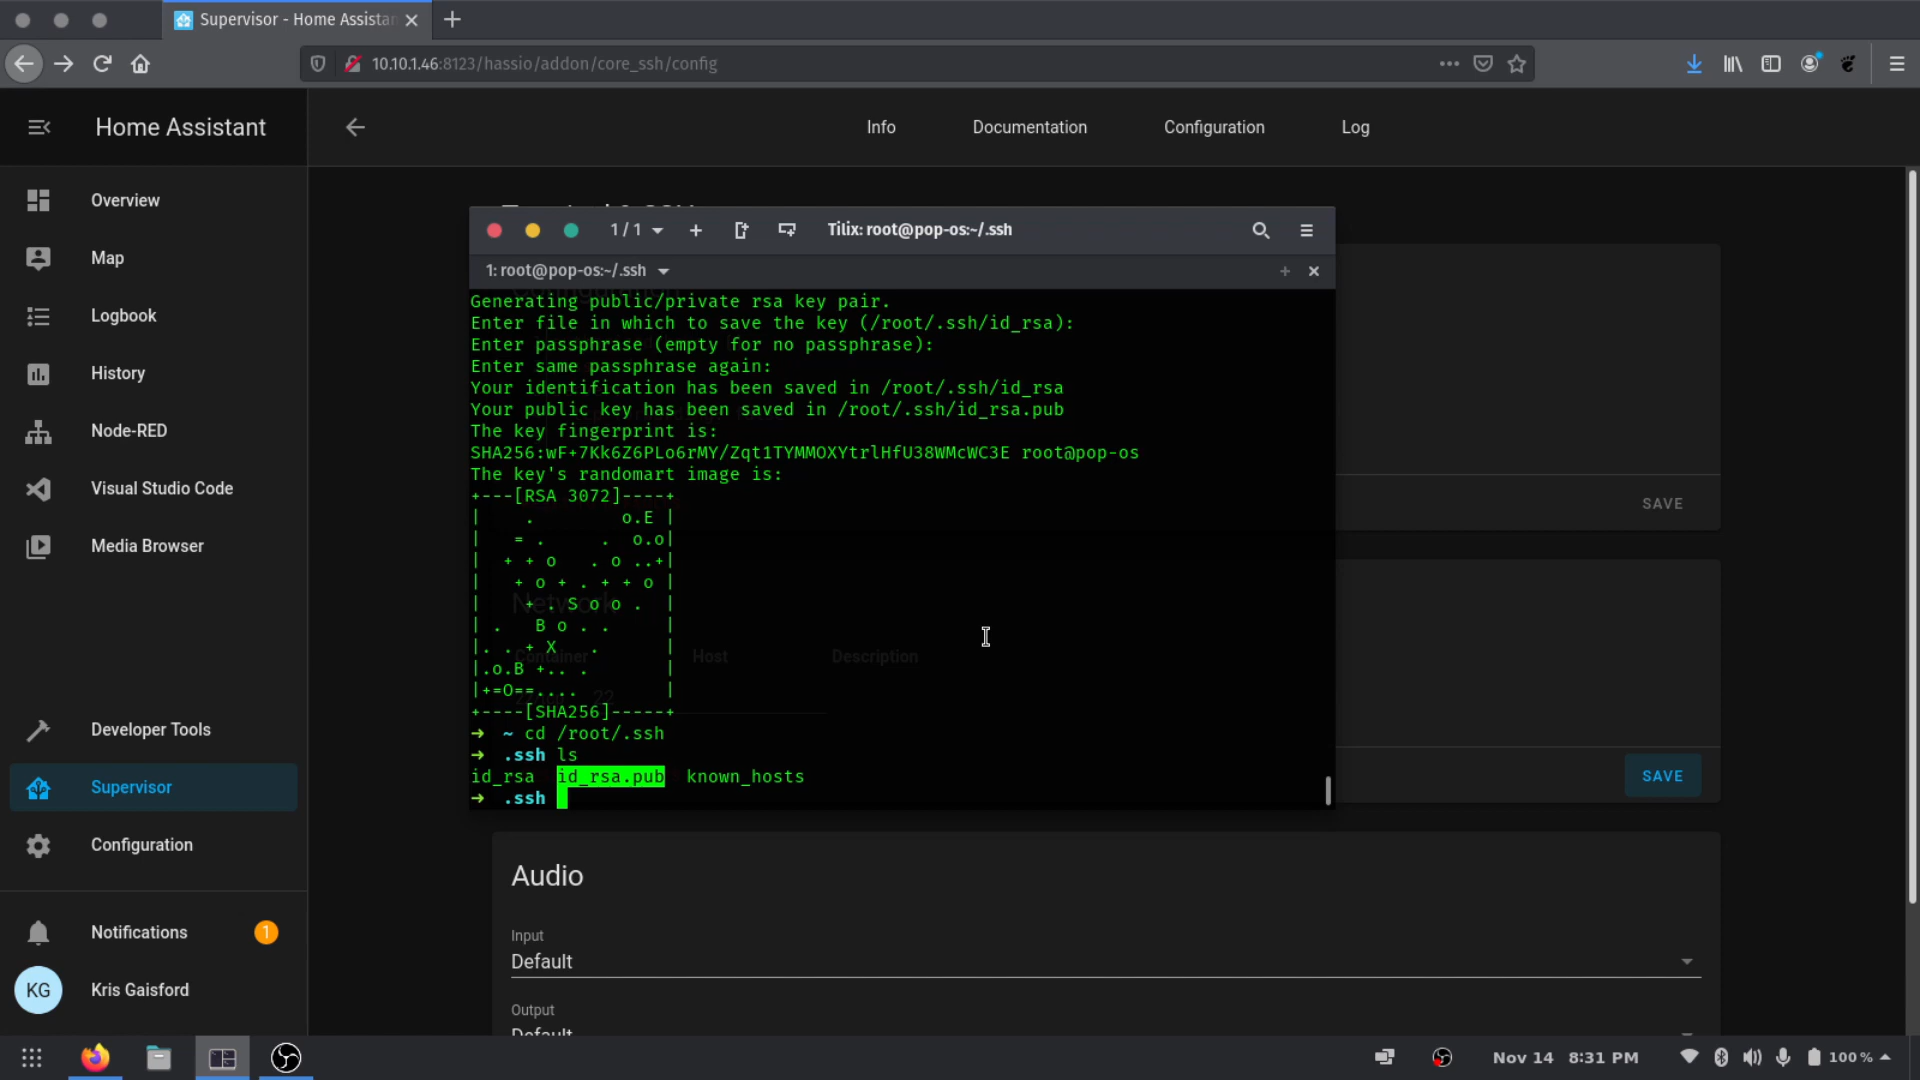 Supervisor - Home Assistan
10.10.1.46:8123/hassio/addon/core_ssh/config
Home Assistant
Info
Documentation
Configuration
Log
Overview
Map
Logbook
History
Node-RED
Visual Studio Code
Media Browser
Developer Tools
Supervisor
Configuration
Notifications
1
KG
Kris Gaisford
1 / 1
Tilix: root@pop-os:~/.ssh
1: root@pop-os:~/.ssh
Generating public/private rsa key pair.
Enter file in which to save the key (/root/.ssh/id_rsa):
Enter passphrase (empty for no passphrase):
Enter same passphrase again:
Your identification has been saved in /root/.ssh/id_rsa
Your public key has been saved in /root/.ssh/id_rsa.pub
The key fingerprint is:
SHA256:wF+7Kk6Z6PLo6rMY/Zqt1TYMMOXYtrlHfU38WMcWC3E root@pop-os
The key's randomart image is:
+---[RSA 3072]----+
|    .        o.E |
|   = .     .  o.o|
|  + + o   . o ..+|
|   + o + . + + o |
|    + . S o o .  |
| .   B o . .     |
|. . + X   .      |
|.o.B +.. .       |
|+=O==....        |
+----[SHA256]-----+
➜ ~ cd /root/.ssh
➜ .ssh ls
id_rsa id_rsa.pub known_hosts
➜ .ssh
Network
Container Host Description
22
SAVE
SAVE
Audio
Input
Default
Output
Default
Nov 14 8:31 PM
100 %